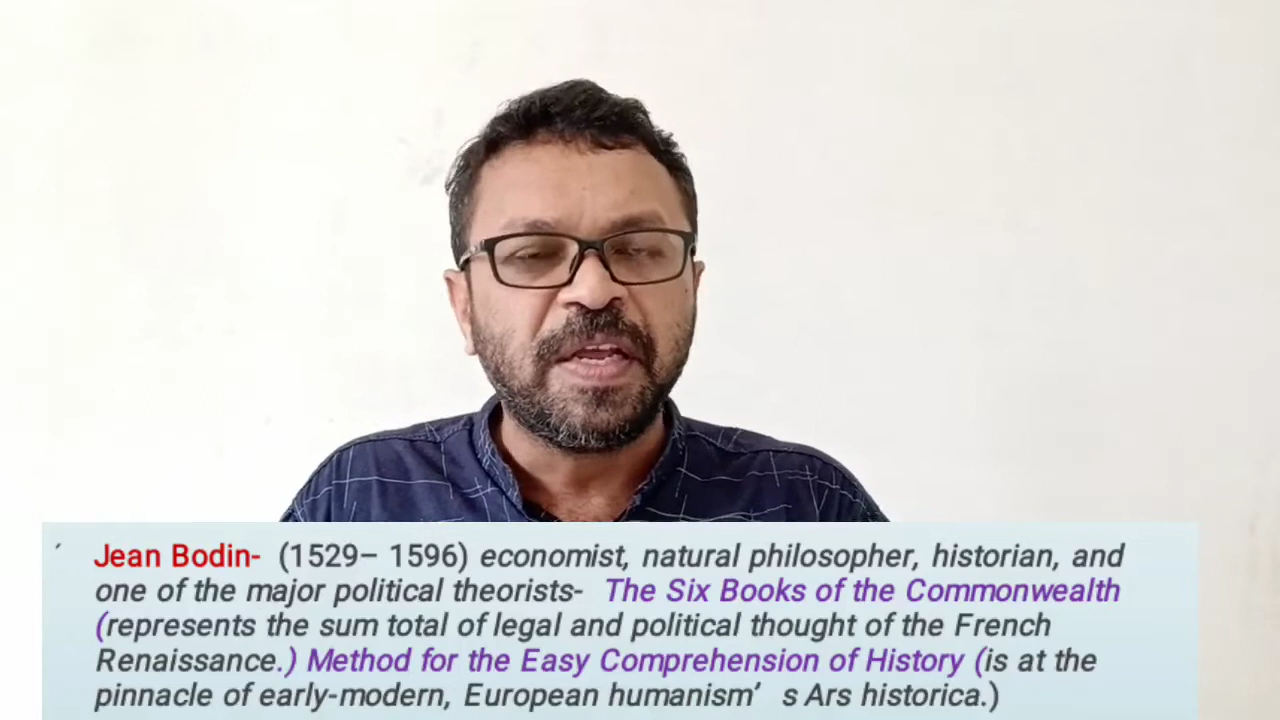 Jean Bodin- (1529– 1596) economist, natural philosopher, historian, and
one of the major political theorists- The Six Books of the Commonwealth
(represents the sum total of legal and political thought of the French
Renaissance.) Method for the Easy Comprehension of History (is at the
pinnacle of early-modern, European humanism’ s Ars historica.)